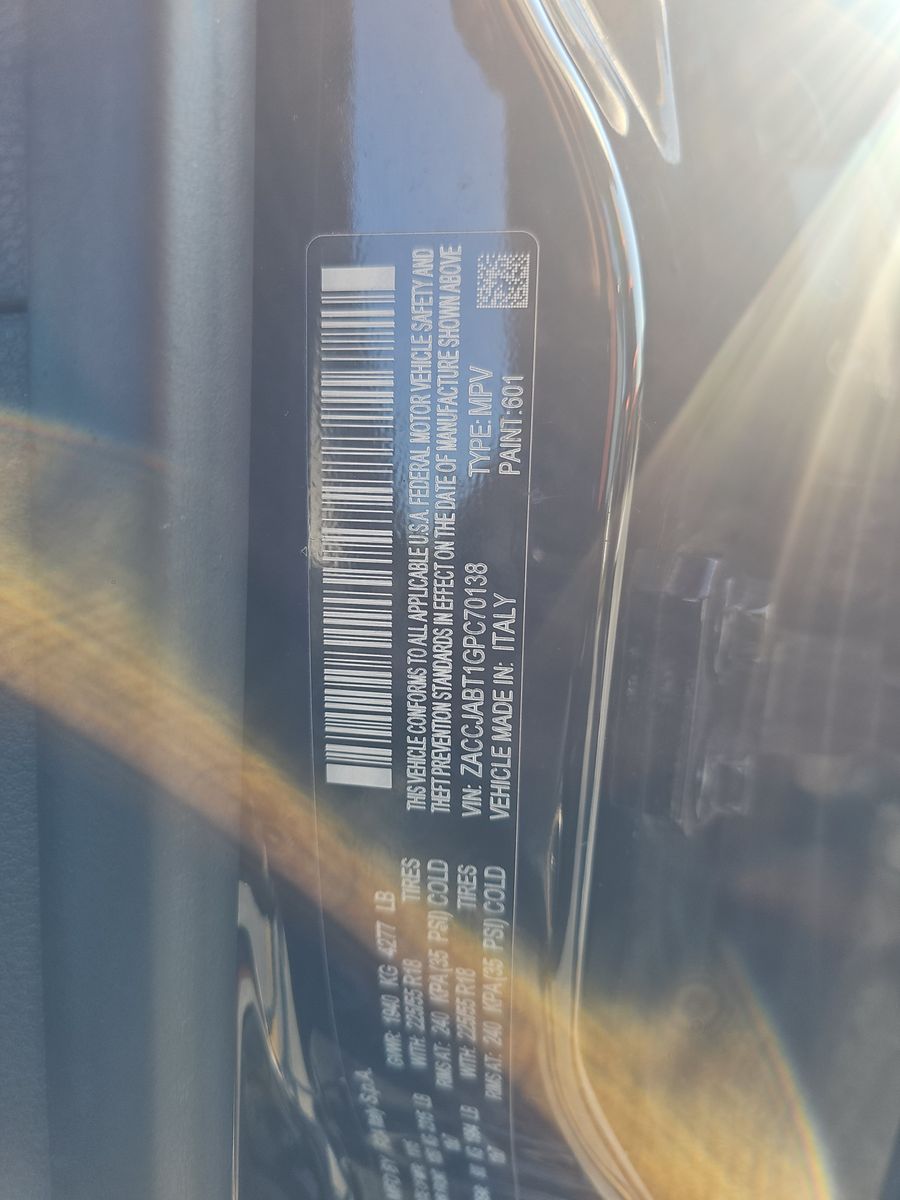 GVWR: 1940 KG 4277 LB
WITH: 225/55 R18 TIRES
RIMS AT: 240 KPA (35 PSI) COLD
WITH: 225/55 R18 TIRES
RIMS AT: 240 KPA (35 PSI) COLD
THIS VEHICLE CONFORMS TO ALL APPLICABLE U.S.A. FEDERAL MOTOR VEHICLE SAFETY AND
THEFT PREVENTION STANDARDS IN EFFECT ON THE DATE OF MANUFACTURE SHOWN ABOVE
VIN: ZACCJABT1GPC70138 TYPE: MPV
VEHICLE MADE IN: ITALY PAINT:601